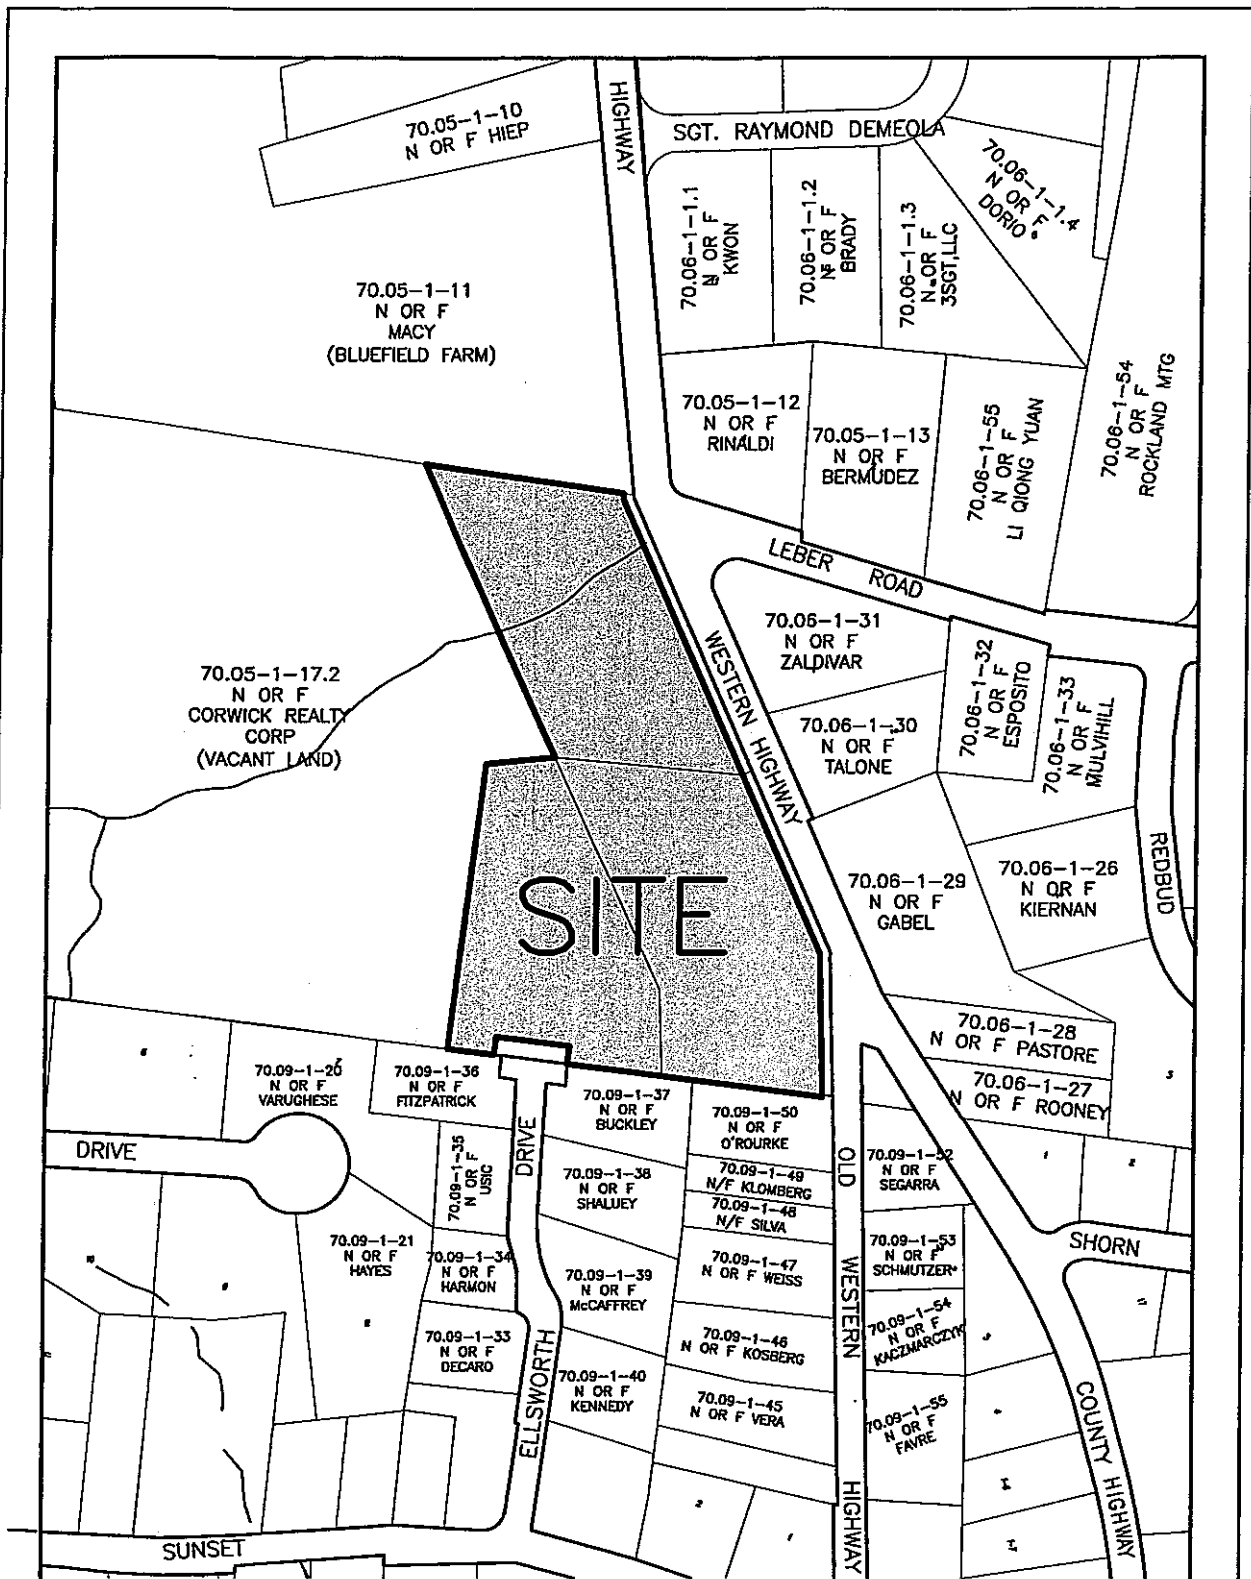 70.05-1-10
N OR F HIEP
HIGHWAY
SGT. RAYMOND DEMEOLA
70.06-1-1.4
N OR F
DORIO
70.06-1-1.1
N OR F
KWON
70.06-1-1.2
N OR F
BRADY
70.06-1-1.3
N OR F
3SGT,LLC
70.05-1-11
N OR F
MACY
(BLUEFIELD FARM)
70.05-1-12
N OR F
RINALDI
70.05-1-13
N OR F
BERMUDEZ
70.06-1-55
N OR F
LI QIONG YUAN
70.06-1-54
N OR F
ROCKLAND MTG
LEBER ROAD
70.06-1-31
N OR F
ZALDIVAR
70.06-1-32
N OR F
ESPOSITO
70.06-1-33
N OR F
MULVIHILL
WESTERN HIGHWAY
70.05-1-17.2
N OR F
CORWICK REALTY
CORP
(VACANT LAND)
70.06-1-30
N OR F
TALONE
SITE
70.06-1-29
N OR F
GABEL
70.06-1-26
N OR F
KIERNAN
REDBUD
70.06-1-28
N OR F PASTORE
70.06-1-27
N OR F ROONEY
6
5
70.09-1-20
N OR F
VARUGHESE
70.09-1-36
N OR F
FITZPATRICK
70.09-1-37
N OR F
BUCKLEY
70.09-1-50
N OR F
O'ROURKE
DRIVE
70.09-1-35
N OR F
USIC
DRIVE
70.09-1-38
N OR F
SHALUEY
70.09-1-49
N/F KLOMBERG
70.09-1-48
N/F SILVA
OLD WESTERN HIGHWAY
70.09-1-52
N OR F
SEGARRA
1
2
SHORN
70.09-1-21
N OR F
HAYES
70.09-1-34
N OR F
HARMON
70.09-1-39
N OR F
McCAFFREY
70.09-1-47
N OR F WEISS
70.09-1-53
N OR F
SCHMUTZER
70.09-1-33
N OR F
DECARO
ELLSWORTH
70.09-1-46
N OR F KOSBERG
70.09-1-54
N OR F
KACZMARCZYK
70.09-1-40
N OR F
KENNEDY
70.09-1-45
N OR F VERA
70.09-1-55
N OR F
FAVRE
COUNTY HIGHWAY
2
1
SUNSET